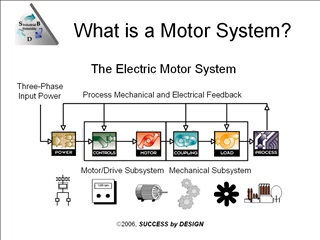 What is a Motor System?
The Electric Motor System
Three-Phase
Input Power
Process Mechanical and Electrical Feedback
POWER CONTROLS MOTOR COUPLING LOAD PROCESS
Motor/Drive Subsystem Mechanical Subsystem
©2006, SUCCESS by DESIGN